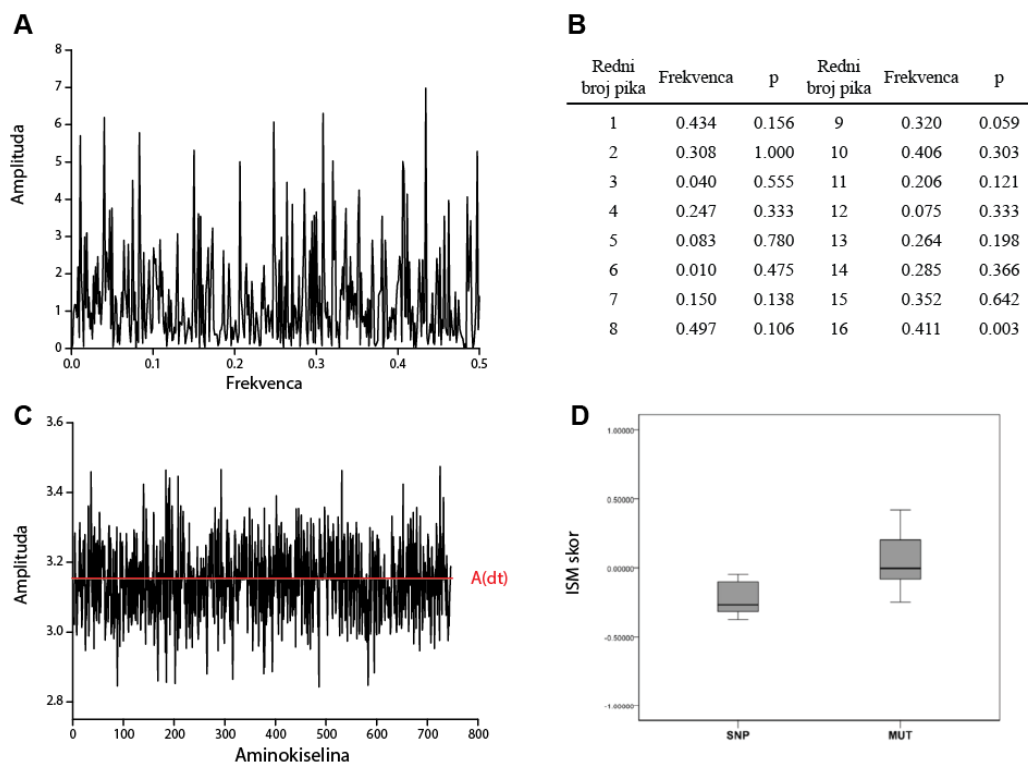 A
8
7
6
5
4
3
2
1
0
Amplituda
0.0 0.1 0.2 0.3 0.4 0.5
Frekvenca
B
Redni broj pika Frekvenca p Redni broj pika Frekvenca p
1 0.434 0.156 9 0.320 0.059
2 0.308 1.000 10 0.406 0.303
3 0.040 0.555 11 0.206 0.121
4 0.247 0.333 12 0.075 0.333
5 0.083 0.780 13 0.264 0.198
6 0.010 0.475 14 0.285 0.366
7 0.150 0.138 15 0.352 0.642
8 0.497 0.106 16 0.411 0.003
C
3.6
3.4
3.2
3.0
2.8
Amplituda
A(dt)
0 100 200 300 400 500 600 700 800
Aminokiselina
D
1.00000
0.50000
0.00000
-0.50000
-1.00000
ISM skor
SNP MUT